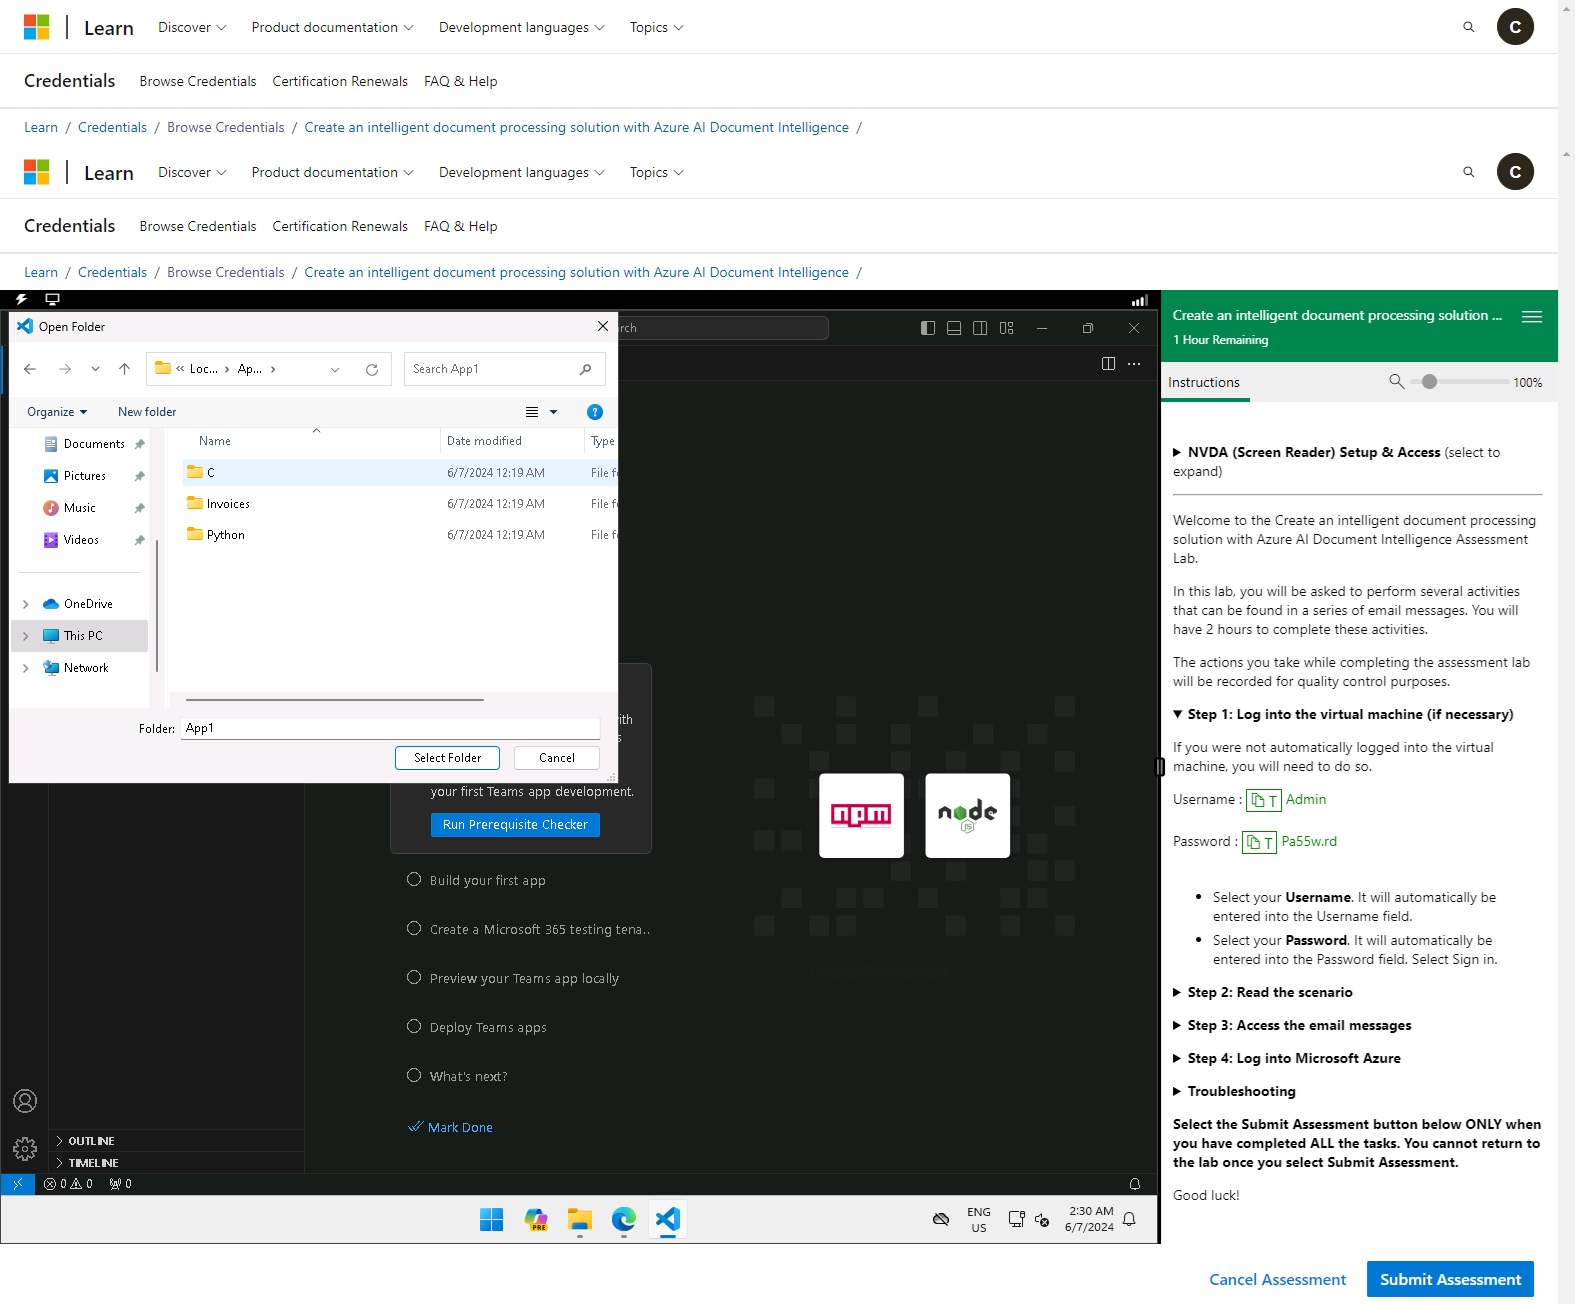 Learn
Discover
Product documentation
Development languages
Topics
C
Credentials
Browse Credentials
Certification Renewals
FAQ & Help
Learn / Credentials / Browse Credentials / Create an intelligent document processing solution with Azure AI Document Intelligence /
Learn
Discover
Product documentation
Development languages
Topics
C
Credentials
Browse Credentials
Certification Renewals
FAQ & Help
Learn / Credentials / Browse Credentials / Create an intelligent document processing solution with Azure AI Document Intelligence /
Open Folder
« Loc... › Ap... ›
Search App1
Organize
New folder
?
Documents
Pictures
Music
Videos
OneDrive
This PC
Network
Name
Date modified
Type
C
6/7/2024 12:19 AM
File f
Invoices
6/7/2024 12:19 AM
File f
Python
6/7/2024 12:19 AM
File f
Folder:
App1
Select Folder
Cancel
your first Teams app development.
Run Prerequisite Checker
Build your first app
Create a Microsoft 365 testing tena..
Preview your Teams app locally
Deploy Teams apps
What's next?
Mark Done
npm
node
JS
OUTLINE
TIMELINE
0
0
0
PRE
ENG
US
2:30 AM
6/7/2024
Create an intelligent document processing solution ...
1 Hour Remaining
Instructions
100%
NVDA (Screen Reader) Setup & Access (select to
expand)
Welcome to the Create an intelligent document processing
solution with Azure AI Document Intelligence Assessment
Lab.
In this lab, you will be asked to perform several activities
that can be found in a series of email messages. You will
have 2 hours to complete these activities.
The actions you take while completing the assessment lab
will be recorded for quality control purposes.
Step 1: Log into the virtual machine (if necessary)
If you were not automatically logged into the virtual
machine, you will need to do so.
Username : T Admin
Password : T Pa55w.rd
• Select your Username. It will automatically be
entered into the Username field.
• Select your Password. It will automatically be
entered into the Password field. Select Sign in.
Step 2: Read the scenario
Step 3: Access the email messages
Step 4: Log into Microsoft Azure
Troubleshooting
Select the Submit Assessment button below ONLY when
you have completed ALL the tasks. You cannot return to
the lab once you select Submit Assessment.
Good luck!
Cancel Assessment
Submit Assessment